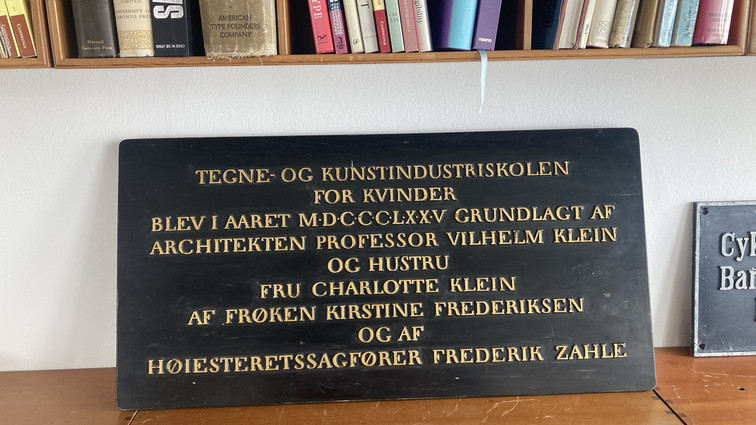 AMERICAN
TYPE FOUNDERS
COMPANY
TYPE
TEGNE- OG KUNSTINDUSTRISKOLEN
FOR KVINDER
BLEV I AARET M·D·C·C·C·L·X·X·V GRUNDLAGT AF
ARCHITEKTEN PROFESSOR VILHELM KLEIN
OG HUSTRU
FRU CHARLOTTE KLEIN
AF FRØKEN KIRSTINE FREDERIKSEN
OG AF
HØIESTERETSSAGFØRER FREDERIK ZAHLE